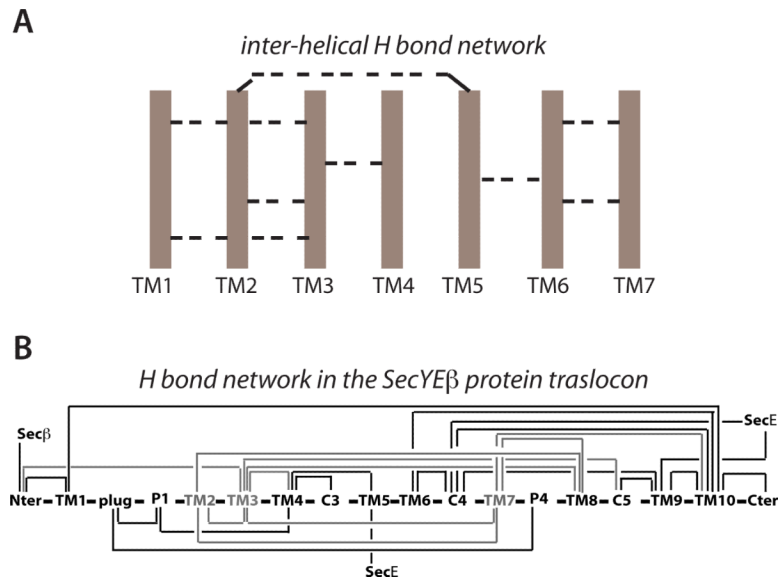 A
inter-helical H bond network
TM1 TM2 TM3 TM4 TM5 TM6 TM7
B
H bond network in the SecYEβ protein traslocon
Secβ
SecE
Nter TM1 plug P1 TM2 TM3 TM4 C3 TM5 TM6 C4 TM7 P4 TM8 C5 TM9 TM10 Cter
SecE